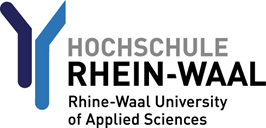 HOCHSCHULE
RHEIN-WAAL
Rhine-Waal University
of Applied Sciences